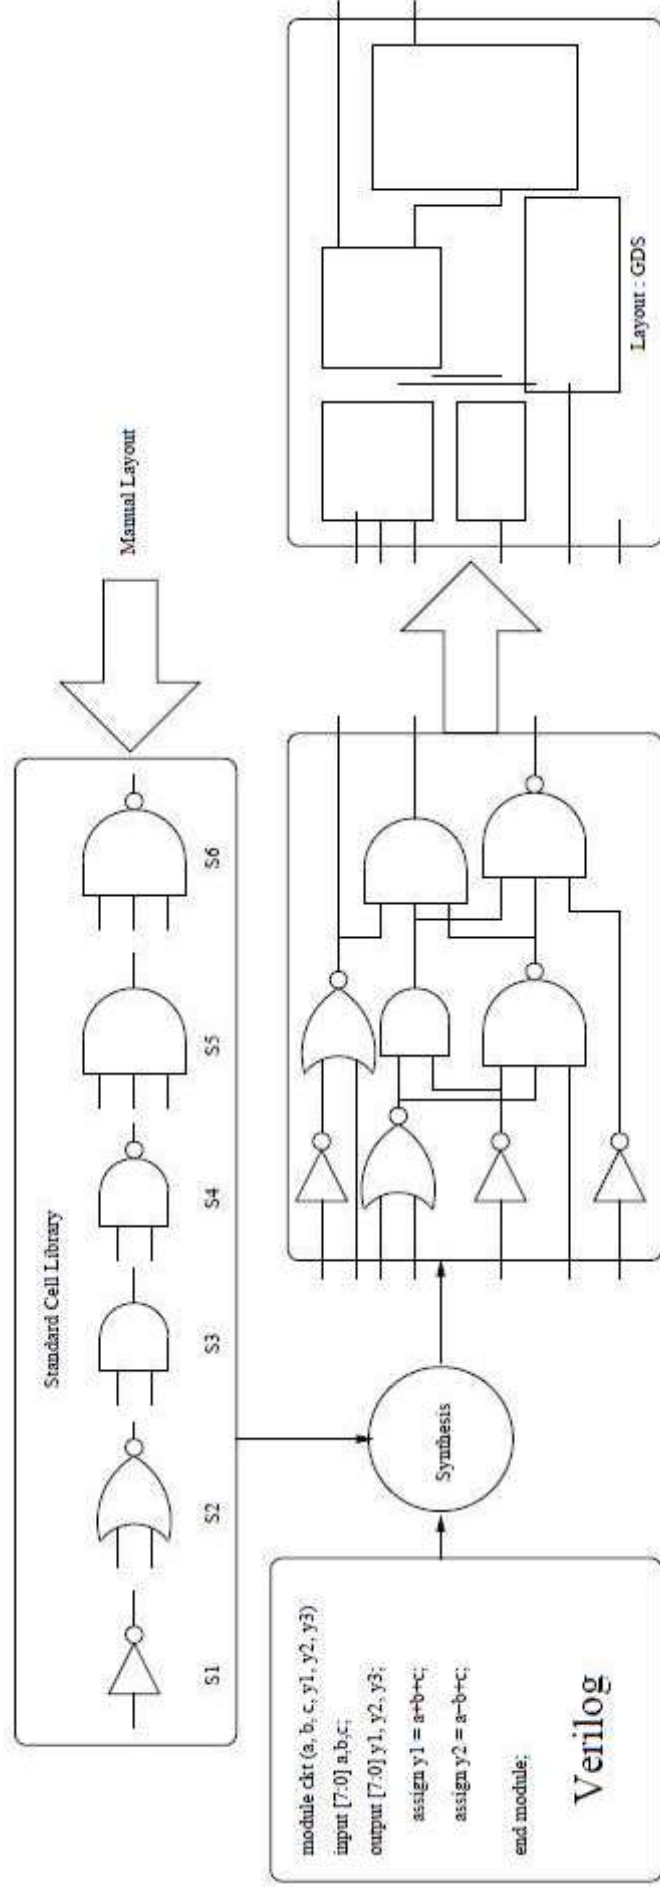 Standard Cell Library
S1
S2
S3
S4
S5
S6
Manual Layout
module ckt (a, b, c, y1, y2, y3)
input [7:0] a,b,c;
output [7:0] y1, y2, y3;
assign y1 = a+b+c;
assign y2 = a-b+c;
end module;
Verilog
Synthesis
Layout : GDS